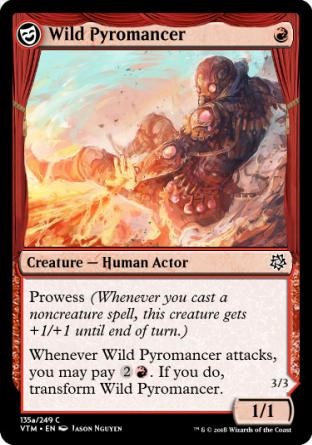 Wild Pyromancer
Creature — Human Actor
Prowess (Whenever you cast a
noncreature spell, this creature gets
+1/+1 until end of turn.)
Whenever Wild Pyromancer attacks,
you may pay 2. If you do,
transform Wild Pyromancer.
3/3
1/1
135a/249 C
VTM • EN Jason Nguyen
™ & © 2018 Wizards of the Coast